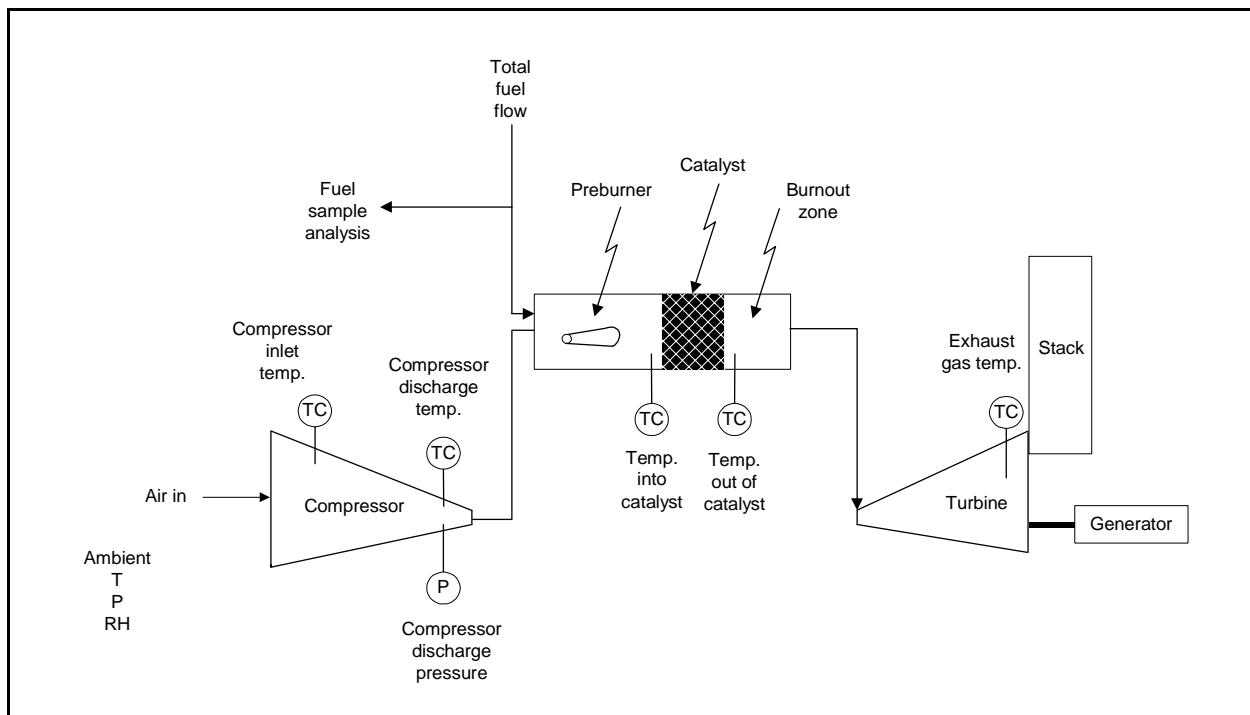 Total
fuel
flow
Fuel
sample
analysis
Preburner
Catalyst
Burnout
zone
Compressor
inlet
temp.
TC
Compressor
discharge
temp.
TC
TC
Temp.
into
catalyst
TC
Temp.
out of
catalyst
Exhaust
gas temp.
TC
Stack
Air in
Compressor
Turbine
Generator
Ambient
T
P
RH
P
Compressor
discharge
pressure